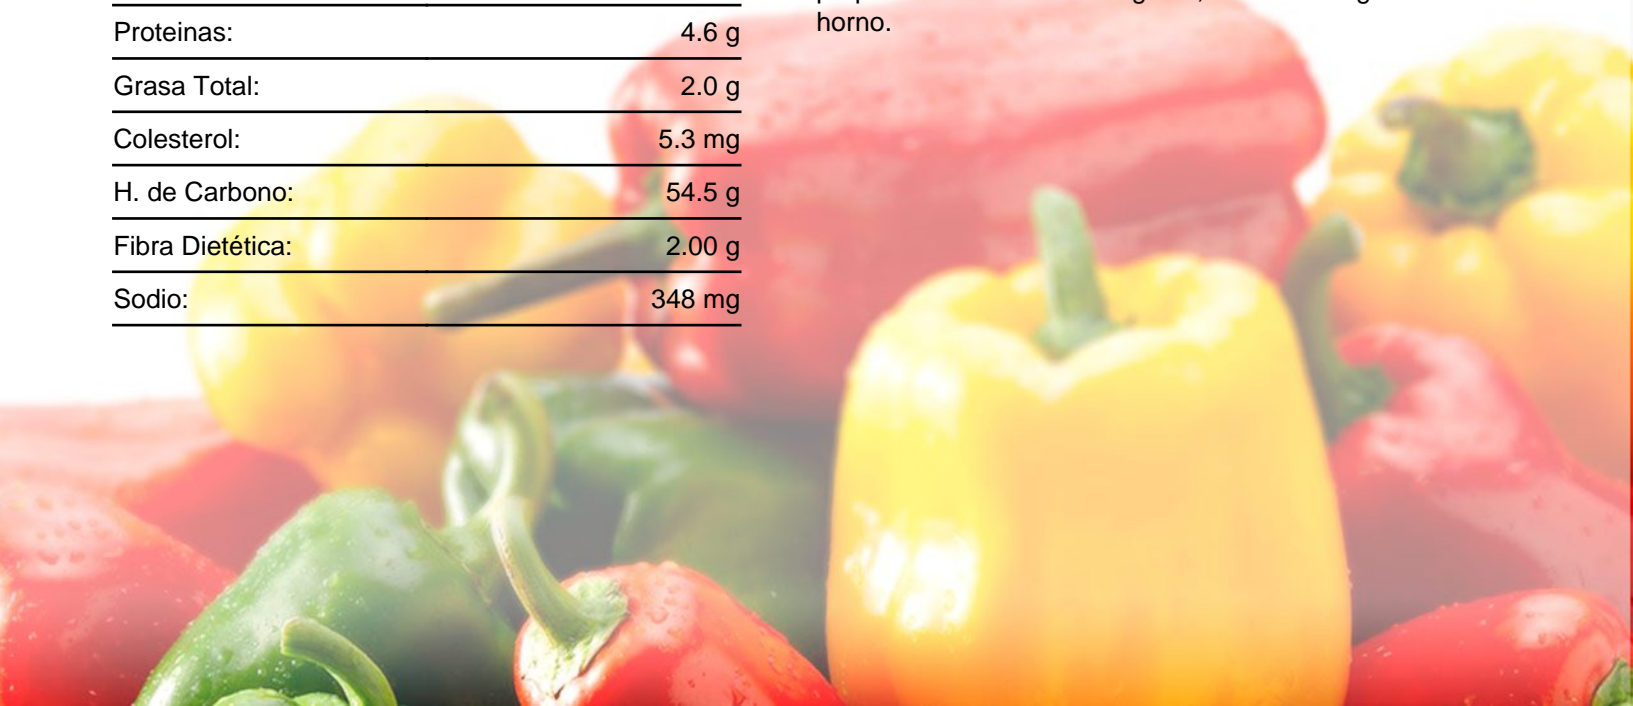 Proteinas: 4.6 g
Grasa Total: 2.0 g
Colesterol: 5.3 mg
H. de Carbono: 54.5 g
Fibra Dietética: 2.00 g
Sodio: 348 mg
horno.